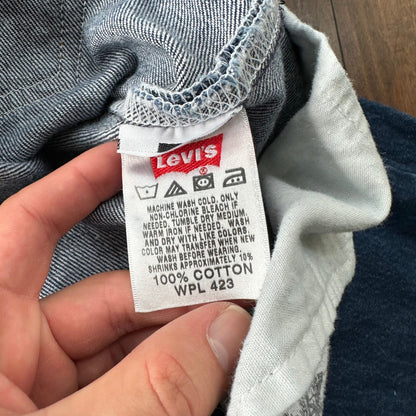 Levi's
MACHINE WASH COLD. ONLY
NON-CHLORINE BLEACH IF
NEEDED. TUMBLE DRY MEDIUM.
WARM IRON IF NEEDED. WASH
AND DRY WITH LIKE COLORS.
COLOR MAY TRANSFER WHEN NEW
WASH BEFORE WEARING.
SHRINKS APPROXIMATELY 10%
100% COTTON
WPL 423